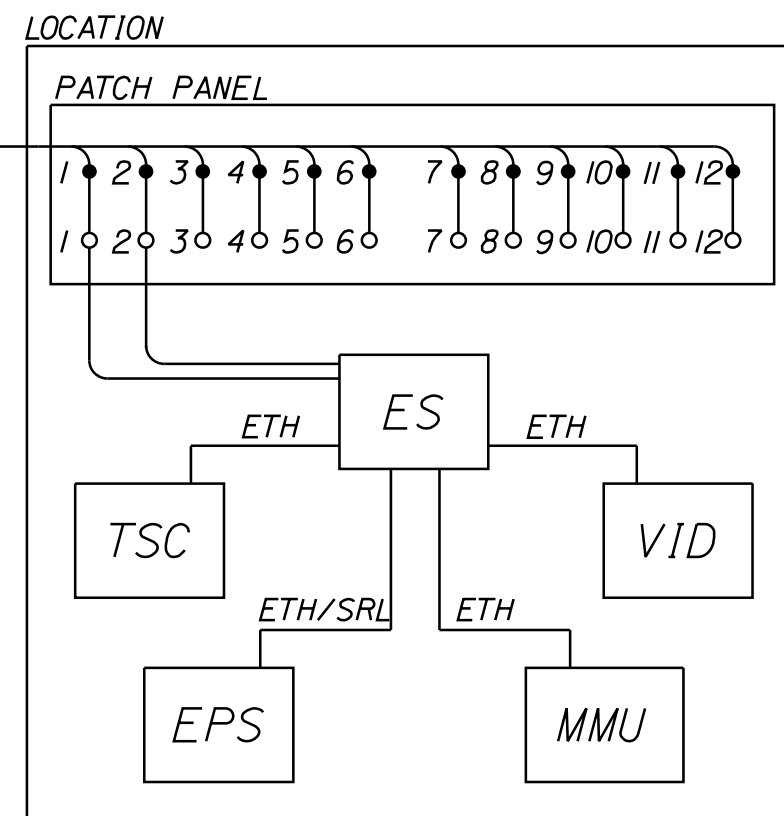 LOCATION
PATCH PANEL
1 2 3 4 5 6 7 8 9 10 11 12
1 2 3 4 5 6 7 8 9 10 11 12
ES
ETH ETH
TSC VID
ETH/SRL ETH
EPS MMU